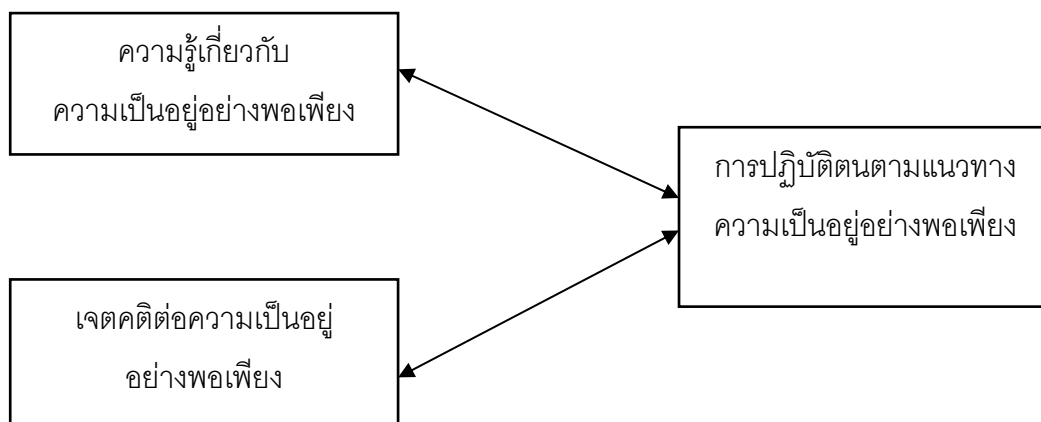 ความรู้เกี่ยวกับ
ความเป็นอยู่อย่างพอเพียง
การปฏิบัติตนตามแนวทาง
ความเป็นอยู่อย่างพอเพียง
เจตคติต่อความเป็นอยู่
อย่างพอเพียง